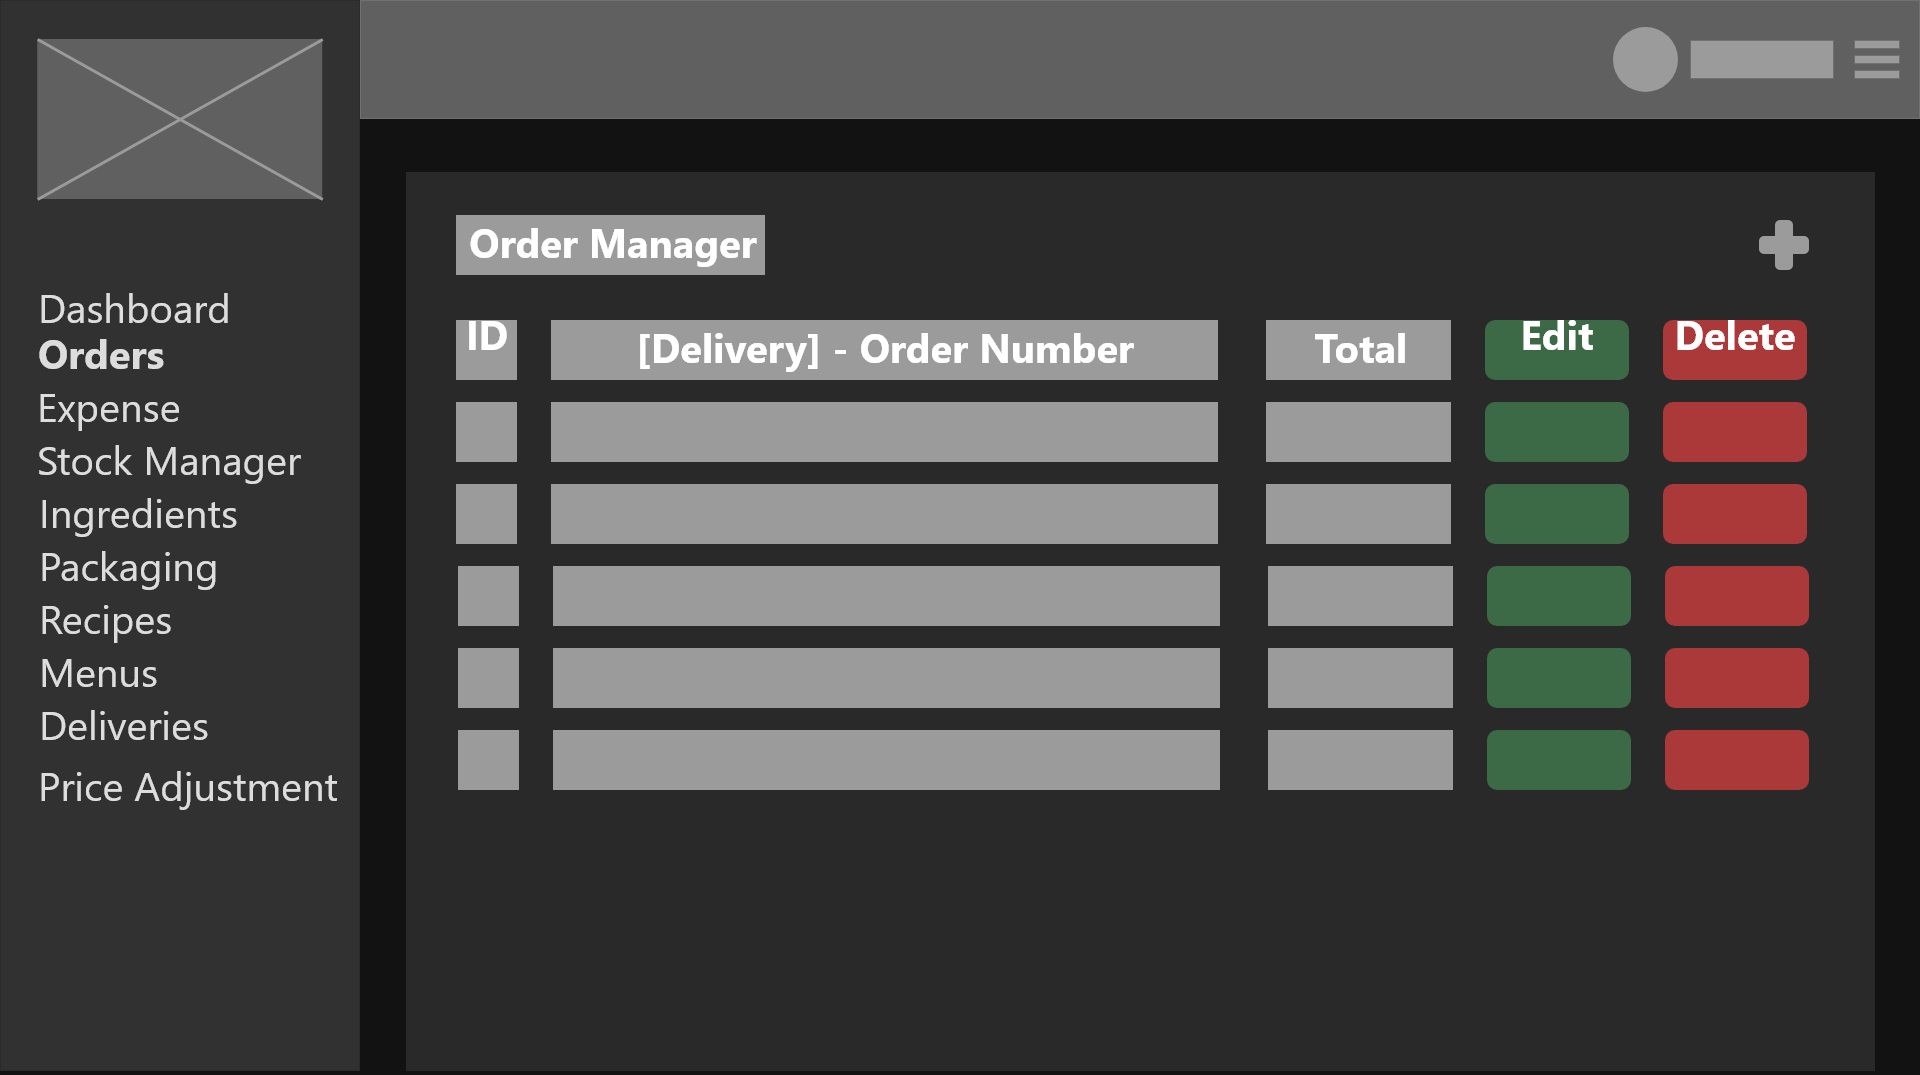 Dashboard
Orders
Expense
Stock Manager
Ingredients
Packaging
Recipes
Menus
Deliveries
Price Adjustment
Order Manager
ID
[Delivery] - Order Number
Total
Edit
Delete